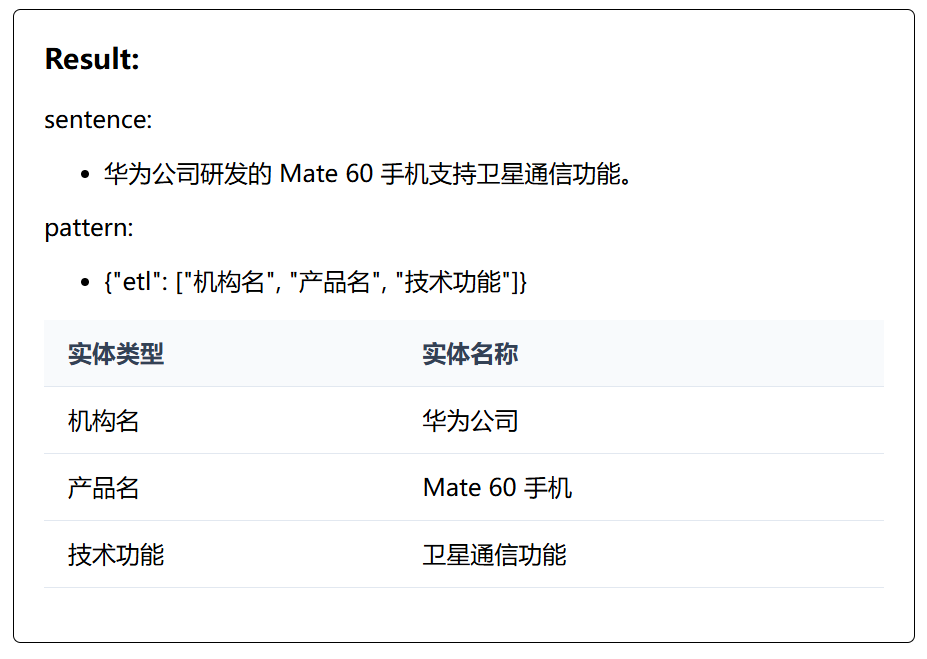 Result:
sentence:
• 华为公司研发的 Mate 60 手机支持卫星通信功能。
pattern:
• {"etl": ["机构名", "产品名", "技术功能"]}
实体类型 实体名称
机构名 华为公司
产品名 Mate 60 手机
技术功能 卫星通信功能